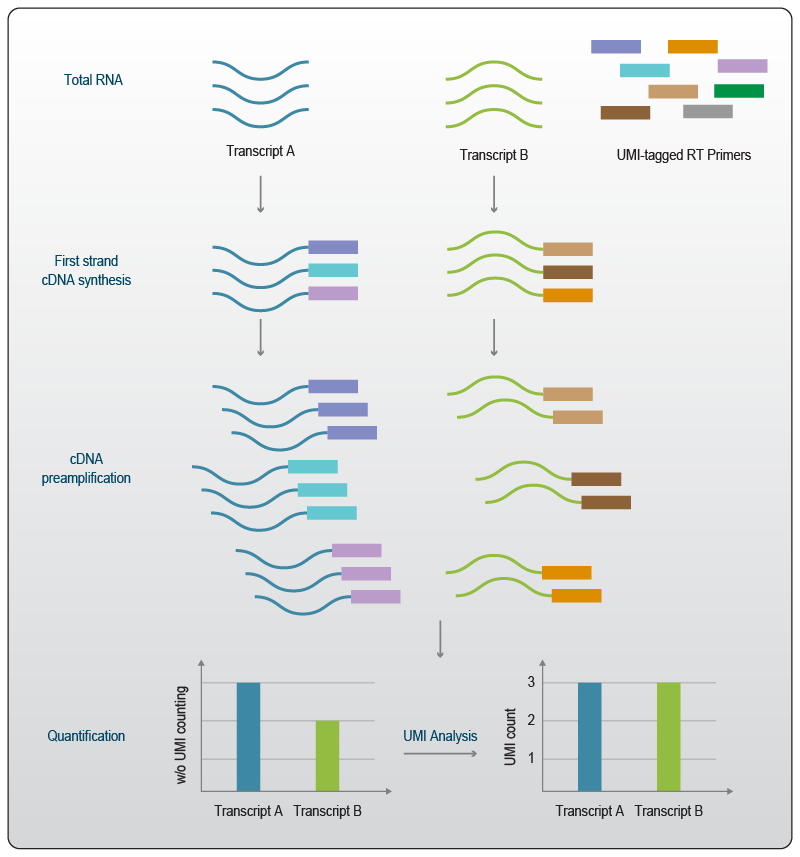 Total RNA
Transcript A
Transcript B
UMI-tagged RT Primers
First strand
cDNA synthesis
cDNA
preamplification
Quantification
w/o UMI counting
Transcript A
Transcript B
UMI Analysis
UMI count
3
2
1
Transcript A
Transcript B